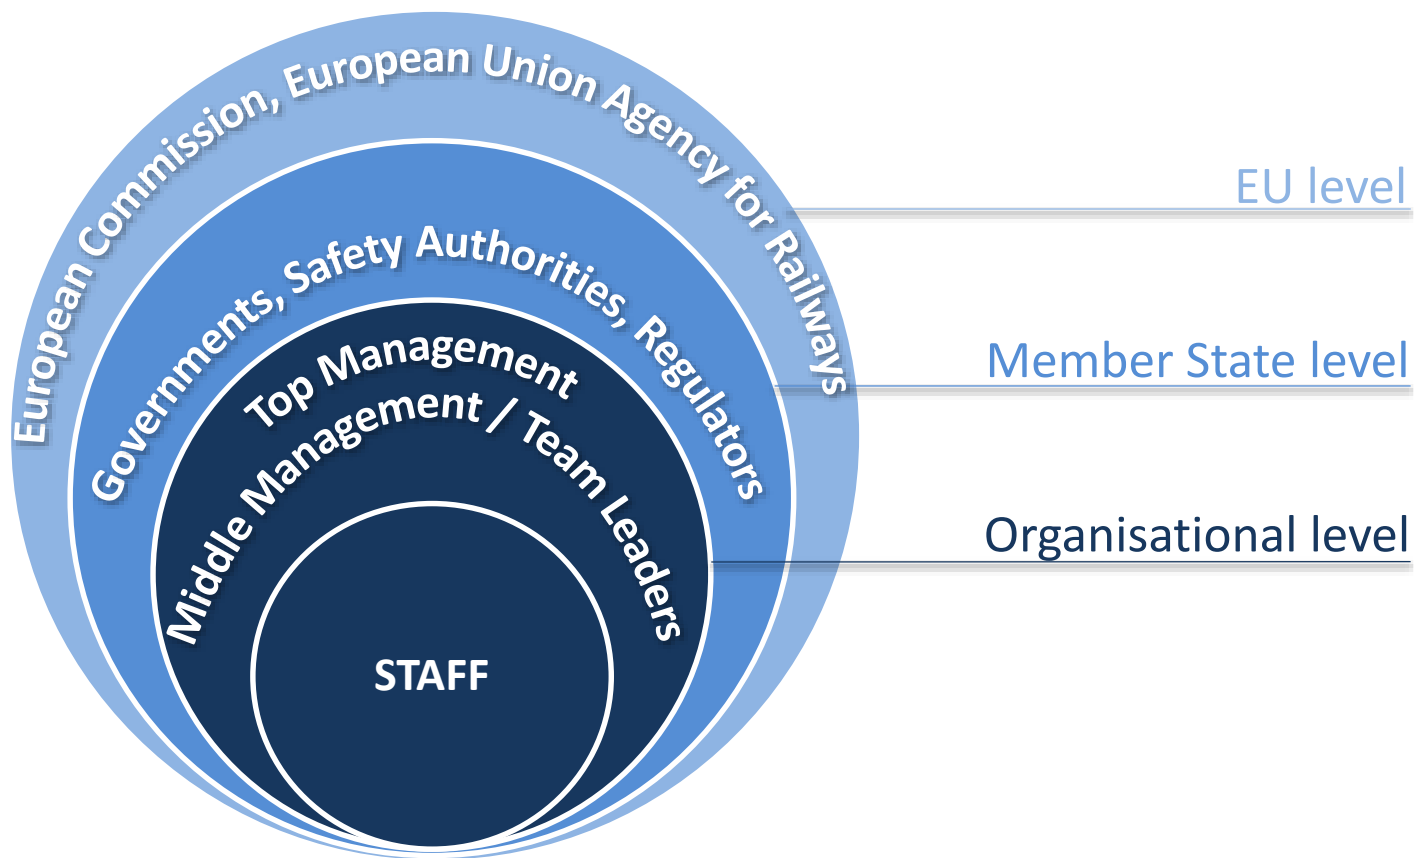 European Commission, European Union Agency for Railways
EU level
Governments, Safety Authorities, Regulators
Member State level
Top Management
Middle Management / Team Leaders
Organisational level
STAFF